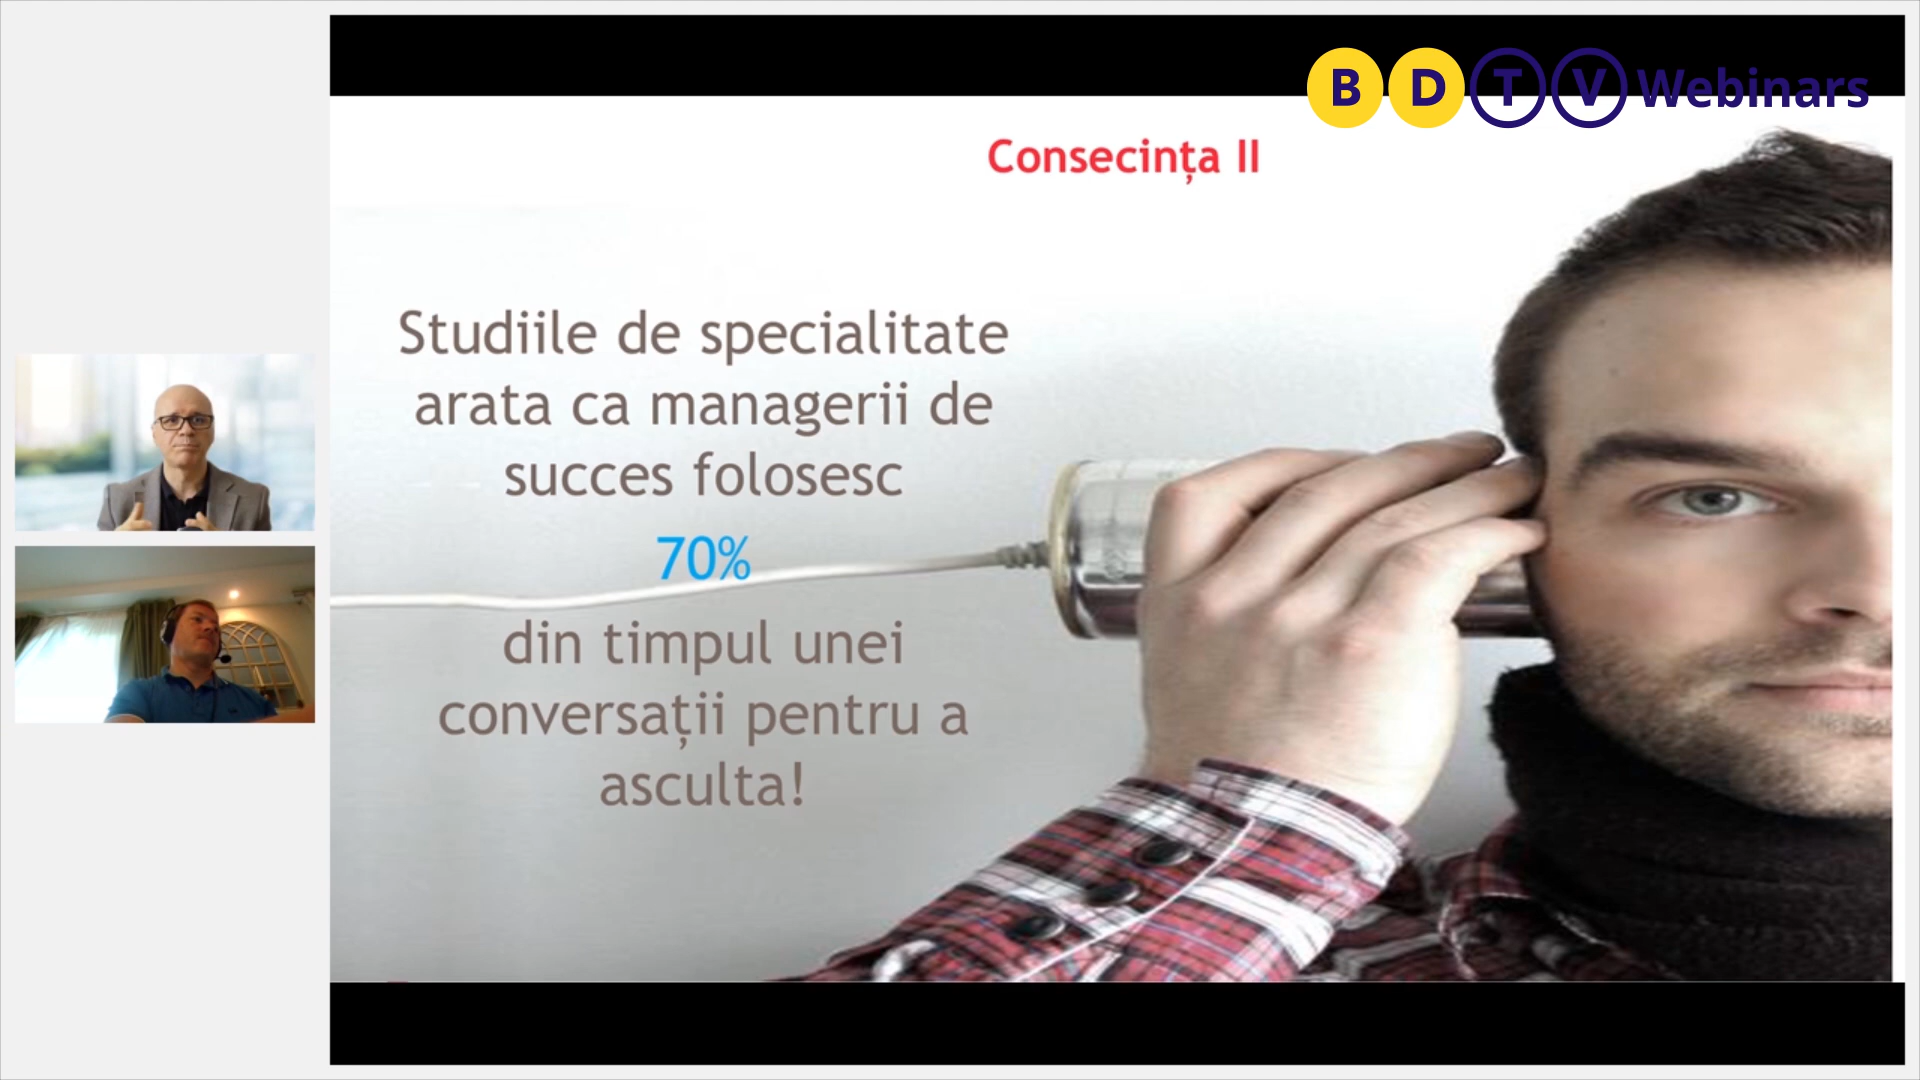 BDTV Webinars
Consecința II
Studiile de specialitate
arata ca managerii de
succes folosesc
70%
din timpul unei
conversații pentru a
asculta!